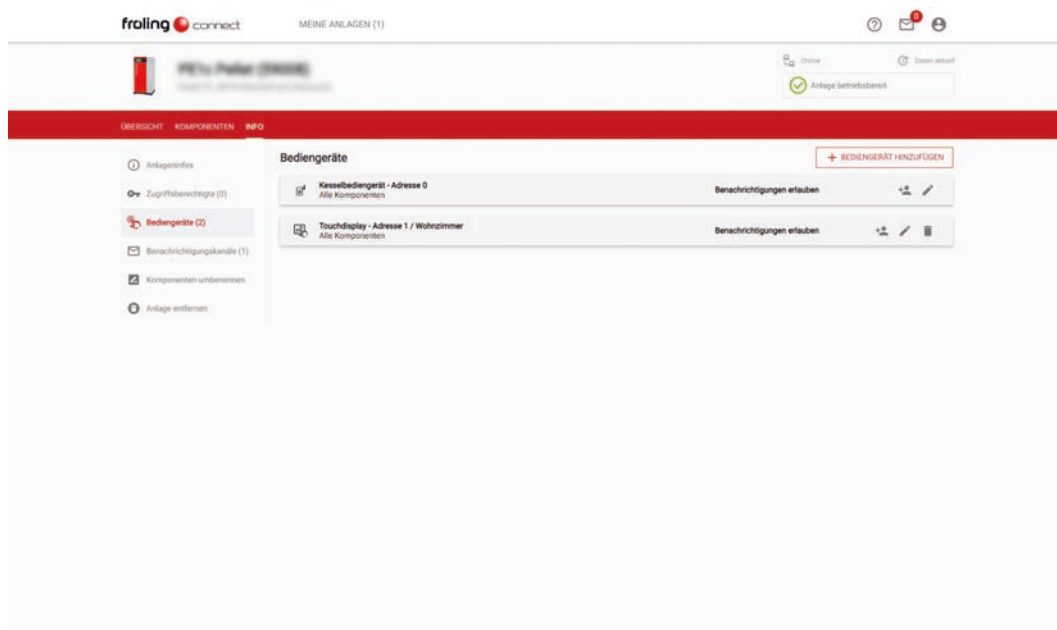 froling connect
MEINE ANLAGEN (1)
0
Online
Daten aktuell
Anlage betriebsbereit
ÜBERSICHT KOMPONENTEN INFO
Anlageninfos
Zugriffsberechtigte (0)
Bediengeräte (2)
Benachrichtigungskanäle (1)
Komponenten umbenennen
Anlage entfernen
Bediengeräte
+ BEDIENGERÄT HINZUFÜGEN
Kesselbediengerät - Adresse 0
Alle Komponenten
Benachrichtigungen erlauben
Touchdisplay - Adresse 1 / Wohnzimmer
Alle Komponenten
Benachrichtigungen erlauben